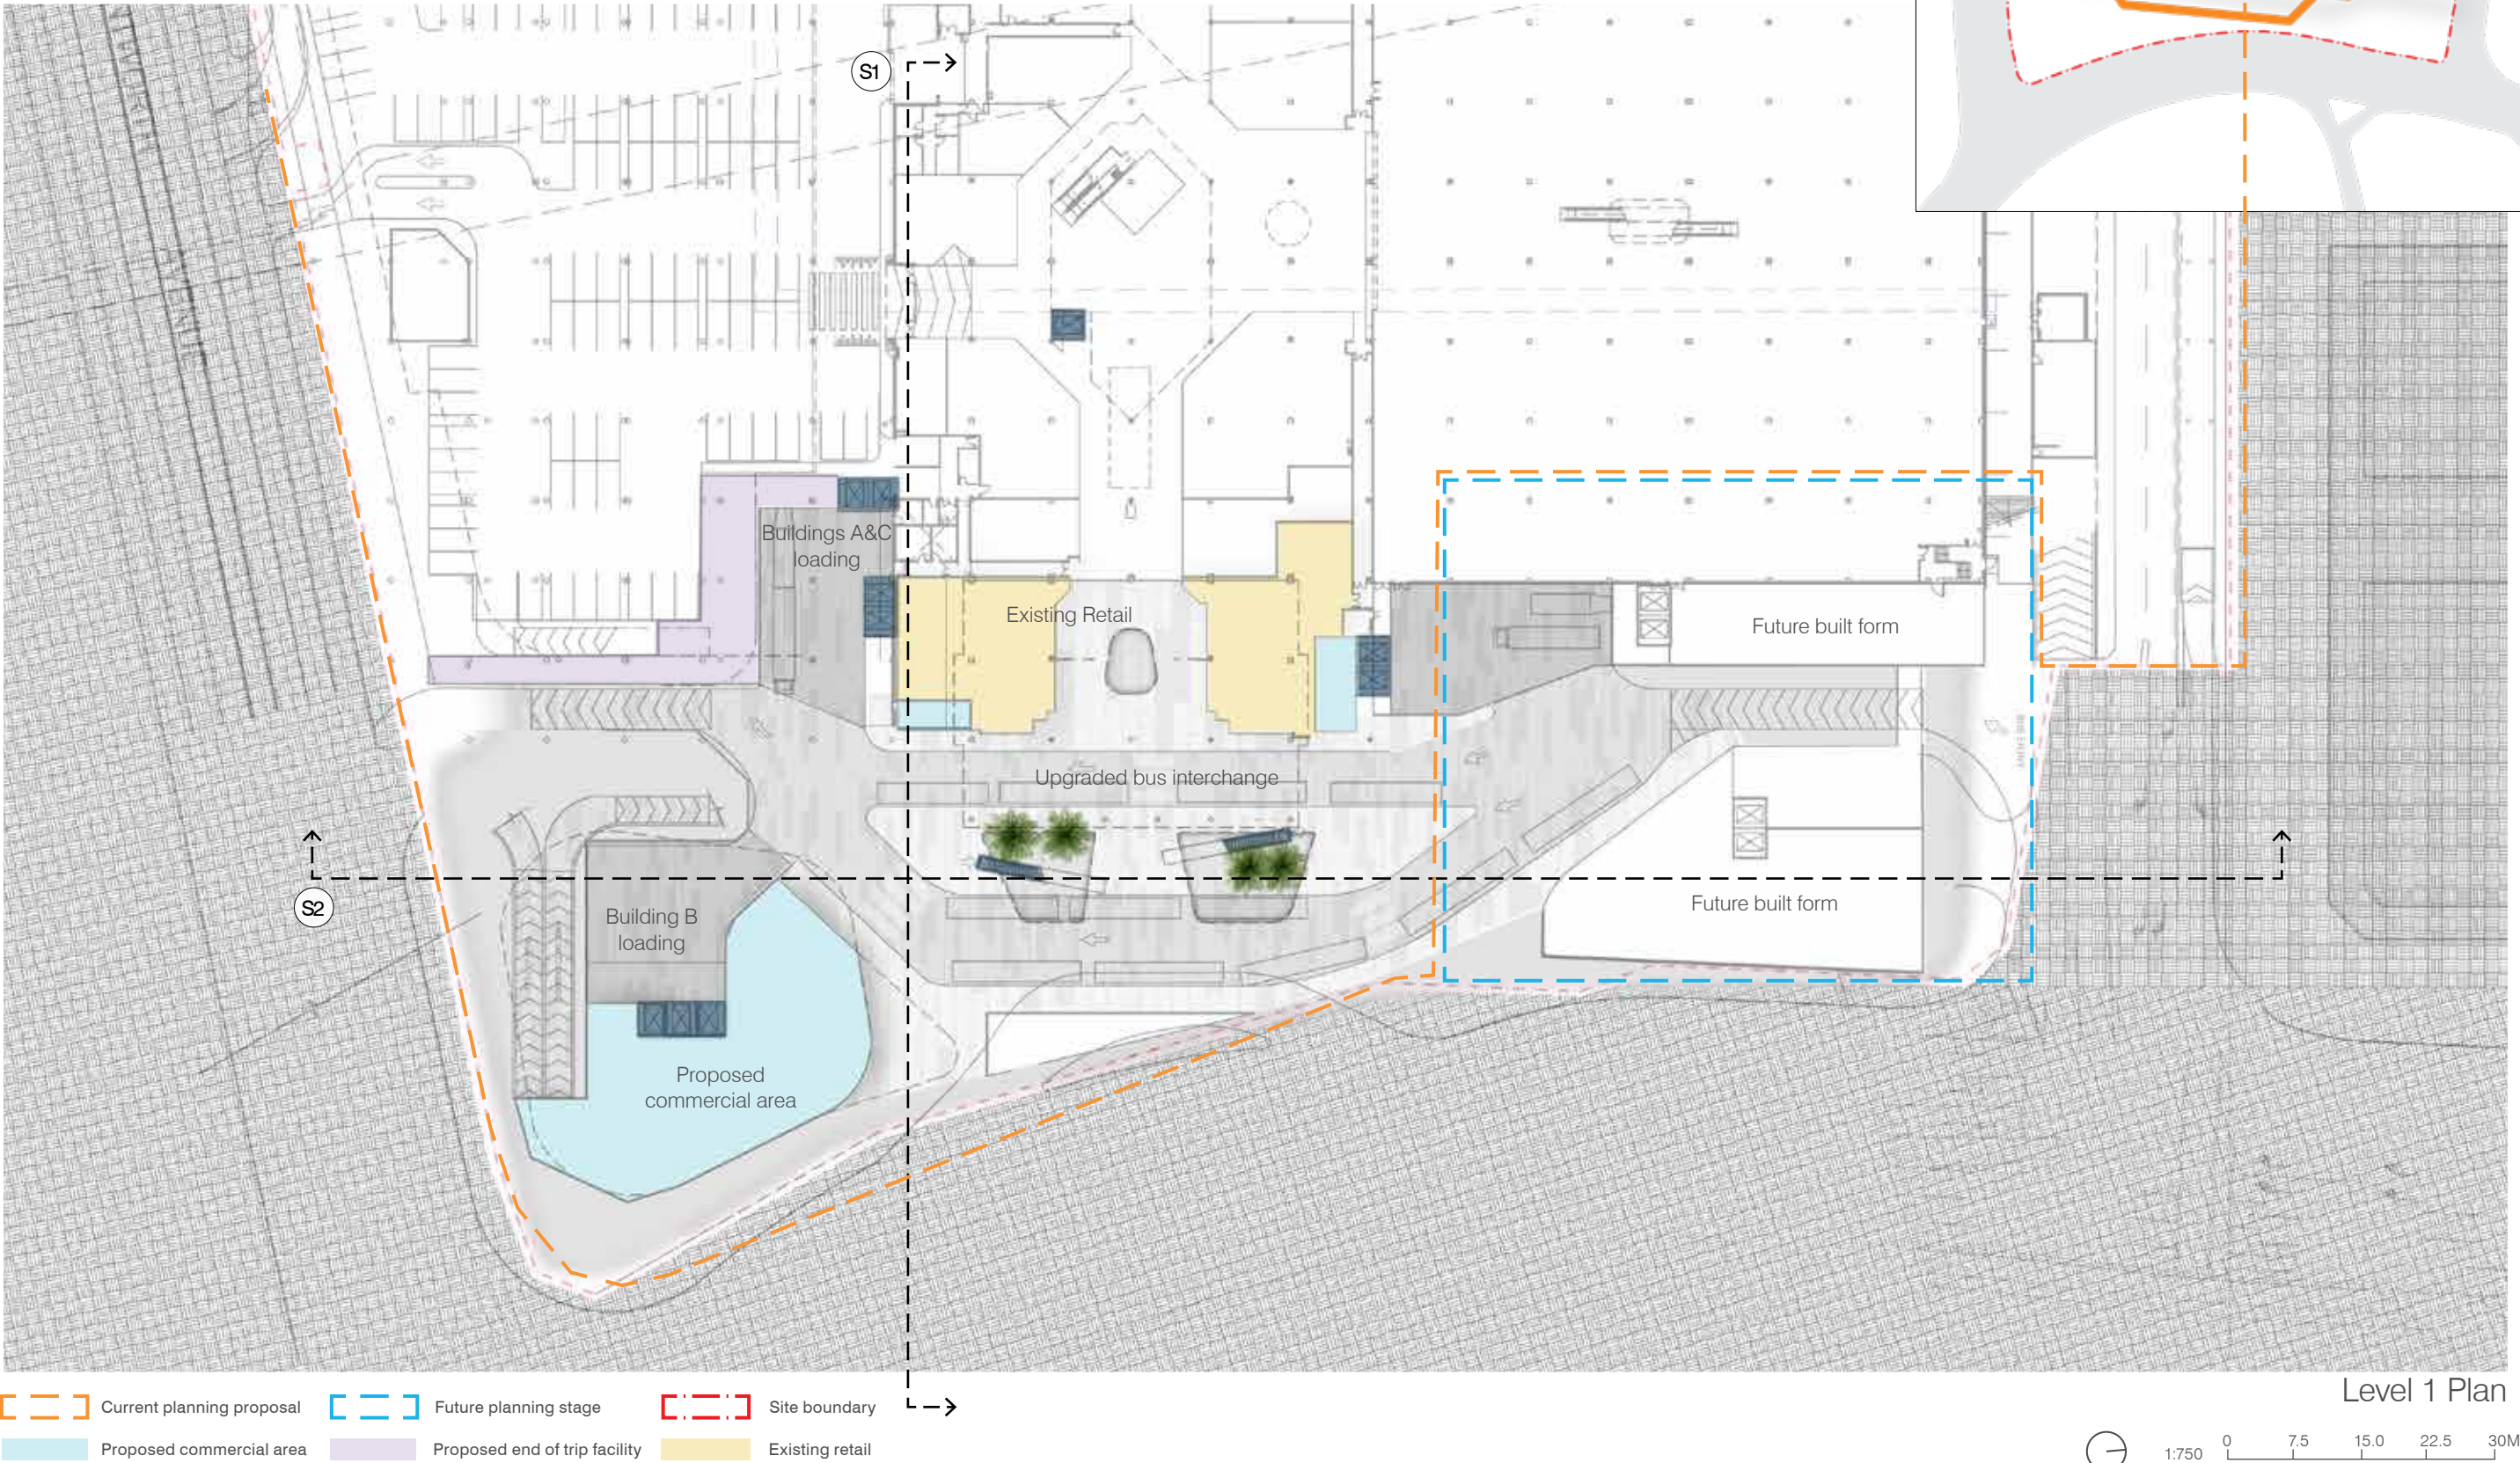 S1
Buildings A&C
loading
Existing Retail
Future built form
Upgraded bus interchange
S2
Building B
loading
Future built form
Proposed
commercial area
Level 1 Plan
Current planning proposal
Future planning stage
Site boundary
Proposed commercial area
Proposed end of trip facility
Existing retail
1:750
0 7.5 15.0 22.5 30M